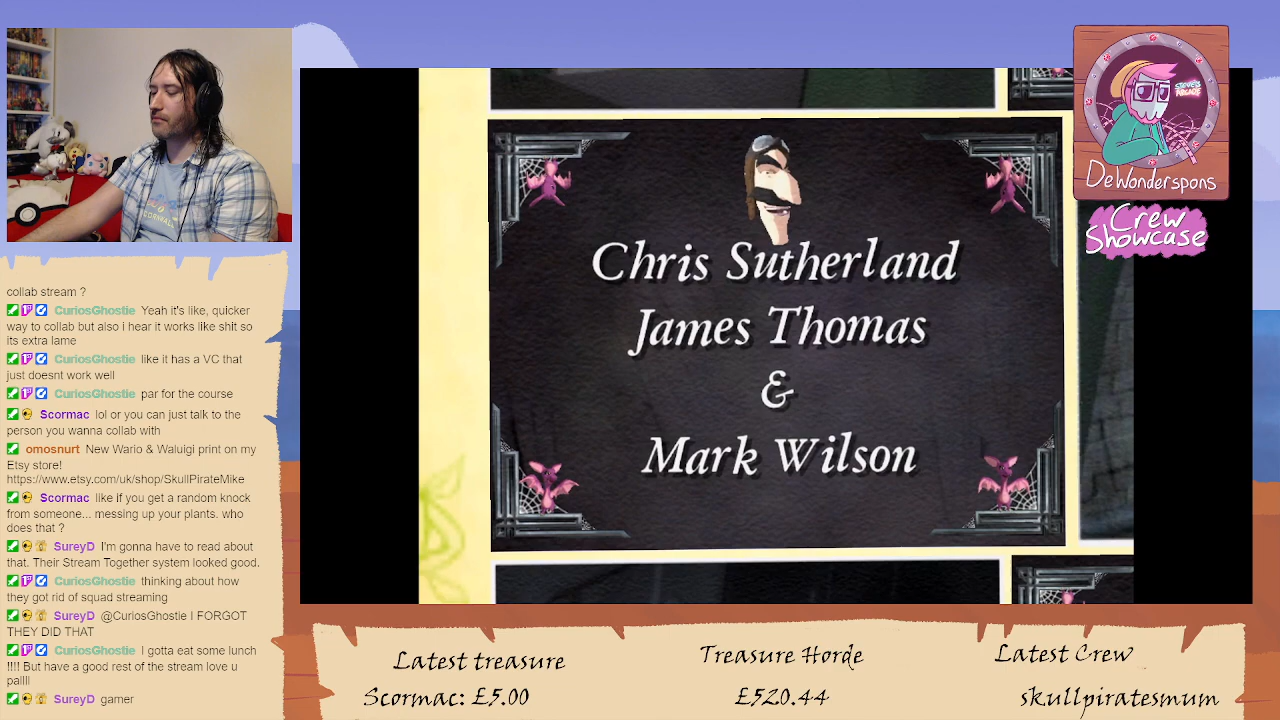 collab stream ?
CuriosGhostie Yeah it's like, quicker
way to collab but also i hear it works like shit so
its extra lame
CuriosGhostie like it has a VC that
just doesnt work well
CuriosGhostie par for the course
Scormac lol or you can just talk to the
person you wanna collab with
omosnurt New Wario & Waluigi print on my
Etsy store!
https://www.etsy.com/uk/shop/SkullPirateMike
Scormac like if you get a random knock
from someone... messing up your plants. who
does that ?
SureyD I'm gonna have to read about
that. Their Stream Together system looked good.
CuriosGhostie thinking about how
they got rid of squad streaming
SureyD @CuriosGhostie I FORGOT
THEY DID THAT
CuriosGhostie I gotta eat some lunch
!!!! But have a good rest of the stream love u
pallll
SureyD gamer
Chris Sutherland
James Thomas
&
Mark Wilson
STEVE'S
ARCADE
DeWonderspons
Crew
Showcase
Latest treasure
Scormac: £5.00
Treasure Horde
£520.44
Latest Crew
skullpiratesmum